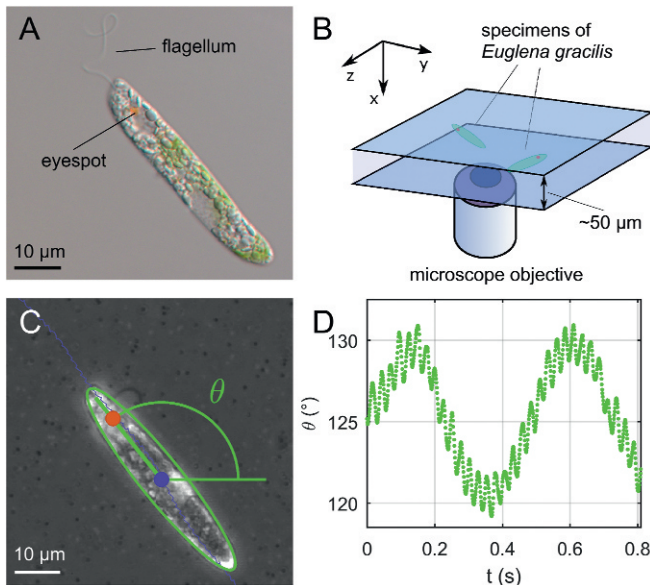 A
flagellum
eyespot
10 µm
B
specimens of
Euglena gracilis
z
y
x
~50 µm
microscope objective
C
θ
10 µm
D
130
125
120
θ (°)
0
0.2
0.4
0.6
0.8
t (s)